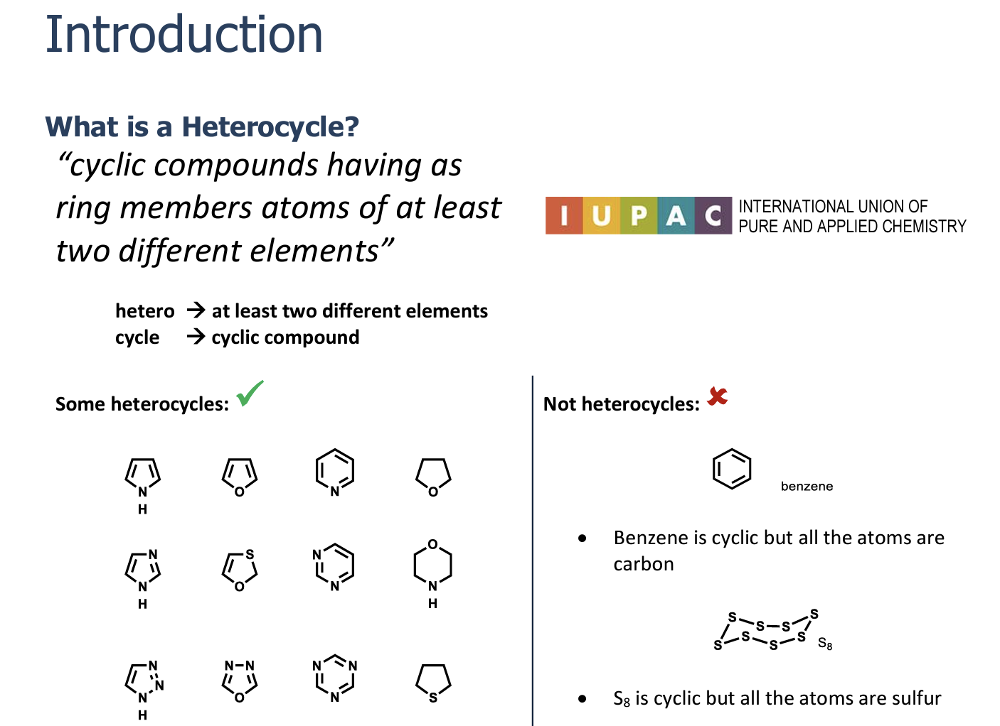 Introduction
What is a Heterocycle?
“cyclic compounds having as
ring members atoms of at least
two different elements”
I U P A C
INTERNATIONAL UNION OF
PURE AND APPLIED CHEMISTRY
hetero → at least two different elements
cycle → cyclic compound
Some heterocycles:
N
H
O
N
O
N
N
H
S
O
N
N
O
N
H
N
N
N
H
N–N
O
N
N
N
S
Not heterocycles:
benzene
• Benzene is cyclic but all the atoms are
carbon
S
S
S
S
S
S
S
S
S₈
• S₈ is cyclic but all the atoms are sulfur